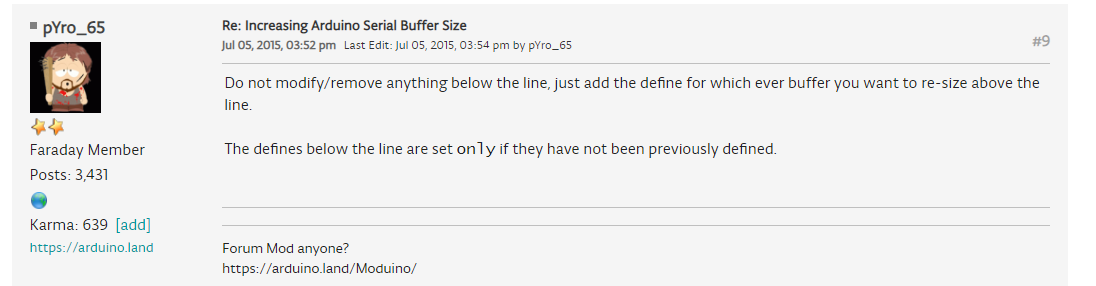 pYro_65
Re: Increasing Arduino Serial Buffer Size
Jul 05, 2015, 03:52 pm Last Edit: Jul 05, 2015, 03:54 pm by pYro_65
#9
Do not modify/remove anything below the line, just add the define for which ever buffer you want to re-size above the
line.
The defines below the line are set only if they have not been previously defined.
Faraday Member
Posts: 3,431
Karma: 639 [add]
https://arduino.land
Forum Mod anyone?
https://arduino.land/Moduino/